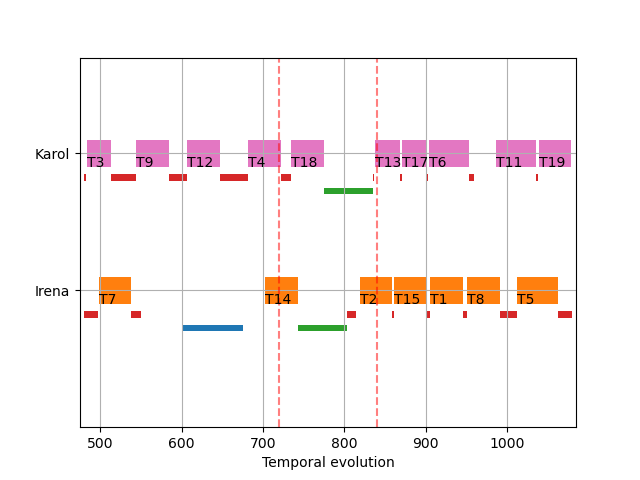 Karol
T3 T9 T12 T4 T18 T13 T17 T6 T11 T19
Irena
T7 T14 T2 T15 T1 T8 T5
500 600 700 800 900 1000
Temporal evolution